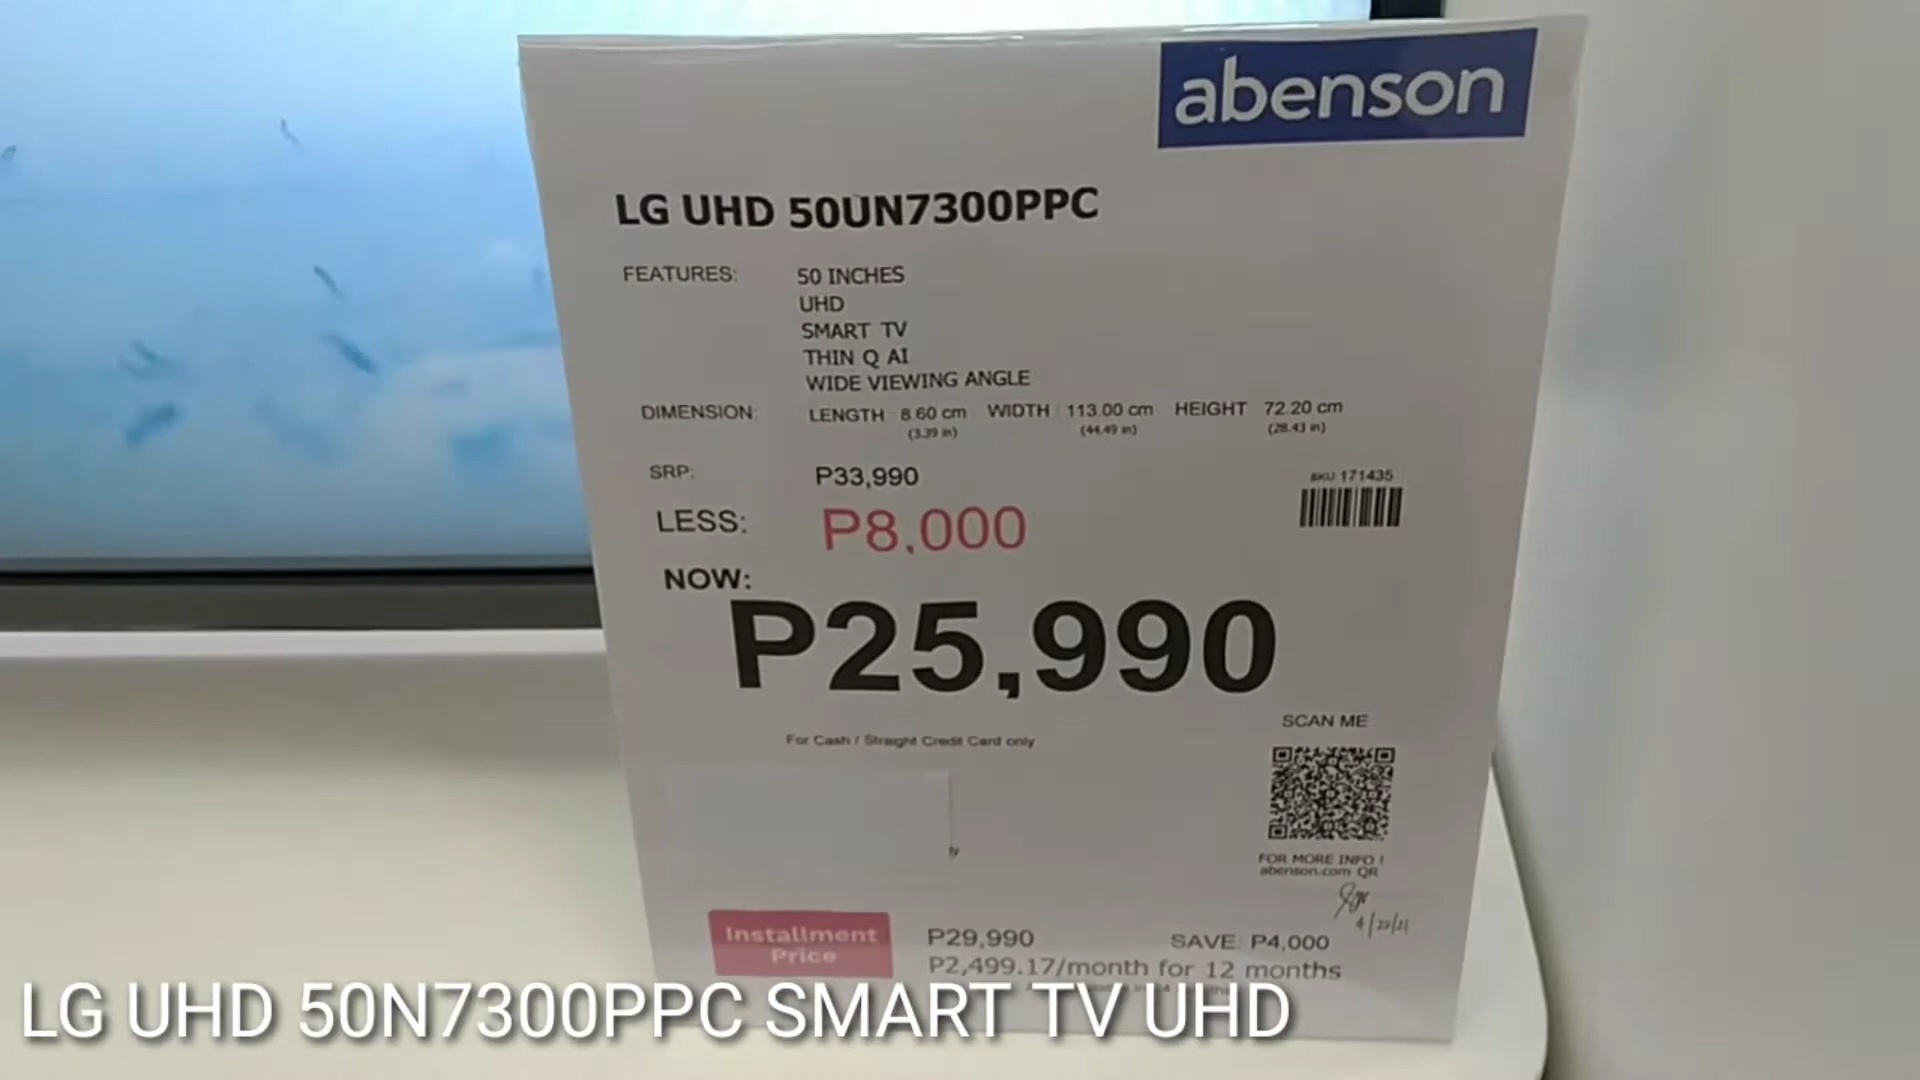 abenson
LG UHD 50UN7300PPC
FEATURES: 50 INCHES
UHD
SMART TV
THIN Q AI
WIDE VIEWING ANGLE
DIMENSION: LENGTH 8.60 cm WIDTH 113.00 cm HEIGHT 72.20 cm
(3.39 in) (44.49 in) (28.43 in)
SRP: P33,990
SKU 171435
LESS: P8,000
NOW:
P25,990
For Cash / Straight Credit Card only
SCAN ME
FOR MORE INFO !
abenson.com QR
4/22/21
Installment Price
P29,990 SAVE: P4,000
P2,499.17/month for 12 months
LG UHD 50N7300PPC SMART TV UHD